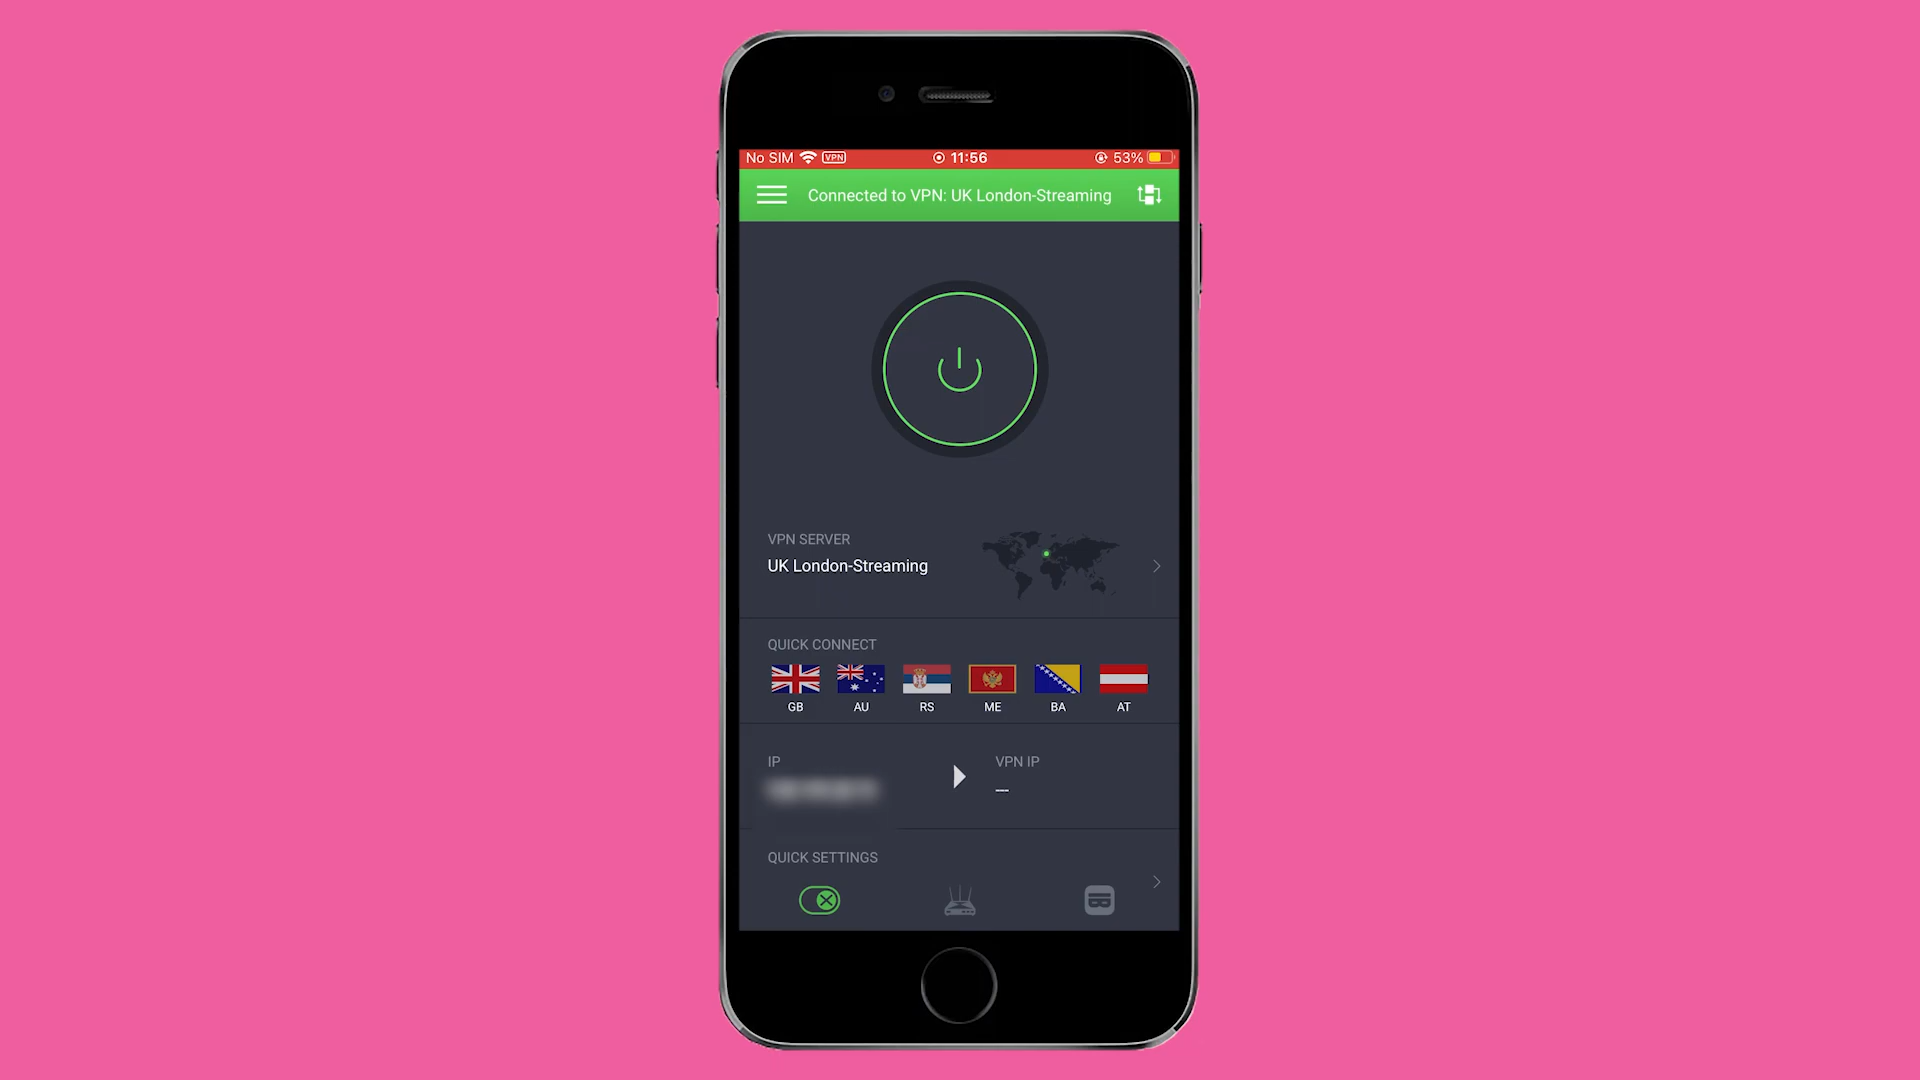 No SIM VPN 11:56 53%
Connected to VPN: UK London-Streaming
VPN SERVER
UK London-Streaming
QUICK CONNECT
GB AU RS ME BA AT
IP VPN IP
---
QUICK SETTINGS